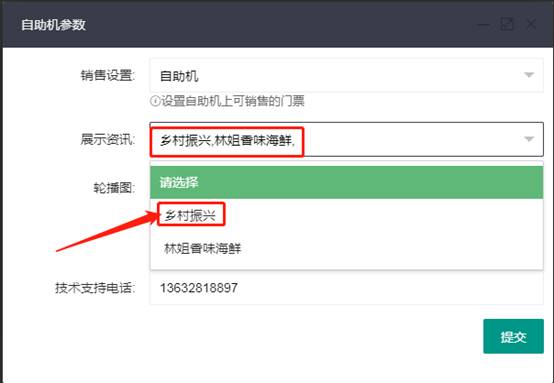 自助机参数
销售设置:
自助机
设置自助机上可销售的门票
展示资讯:
乡村振兴,林姐香味海鲜,
轮播图:
请选择
乡村振兴
林姐香味海鲜
技术支持电话:
13632818897
提交